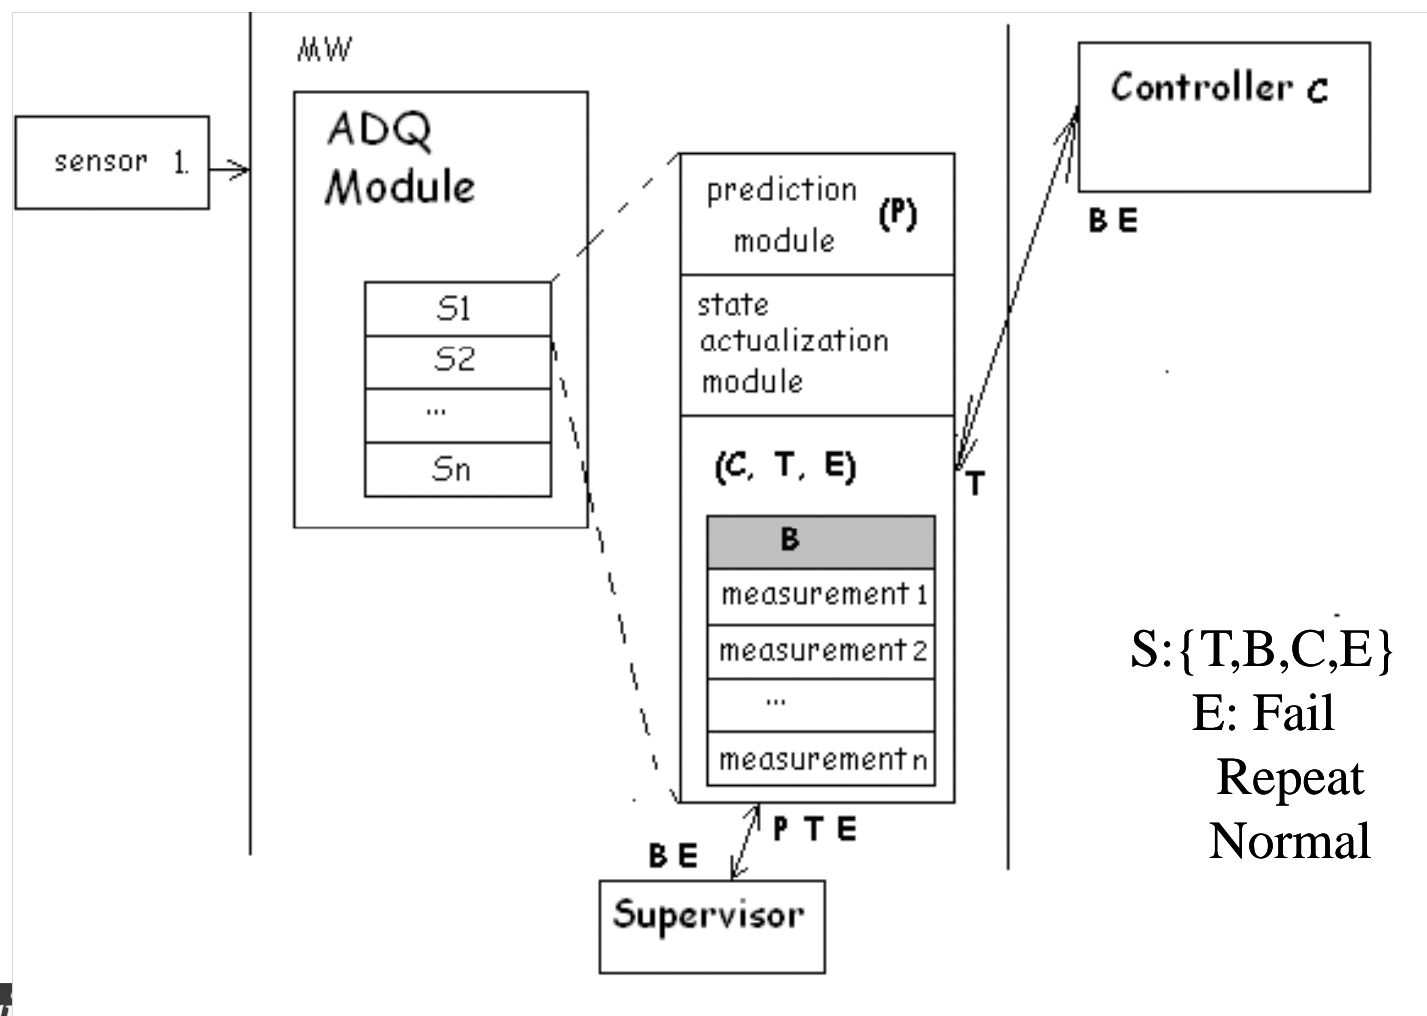 MW
sensor 1.
ADQ
Module
S1
S2
...
Sn
prediction
module
(P)
state
actualization
module
(C, T, E)
B
measurement 1
measurement 2
...
measurement n
Controller C
B E
T
P T E
B E
Supervisor
S:{T,B,C,E}
E: Fail
Repeat
Normal